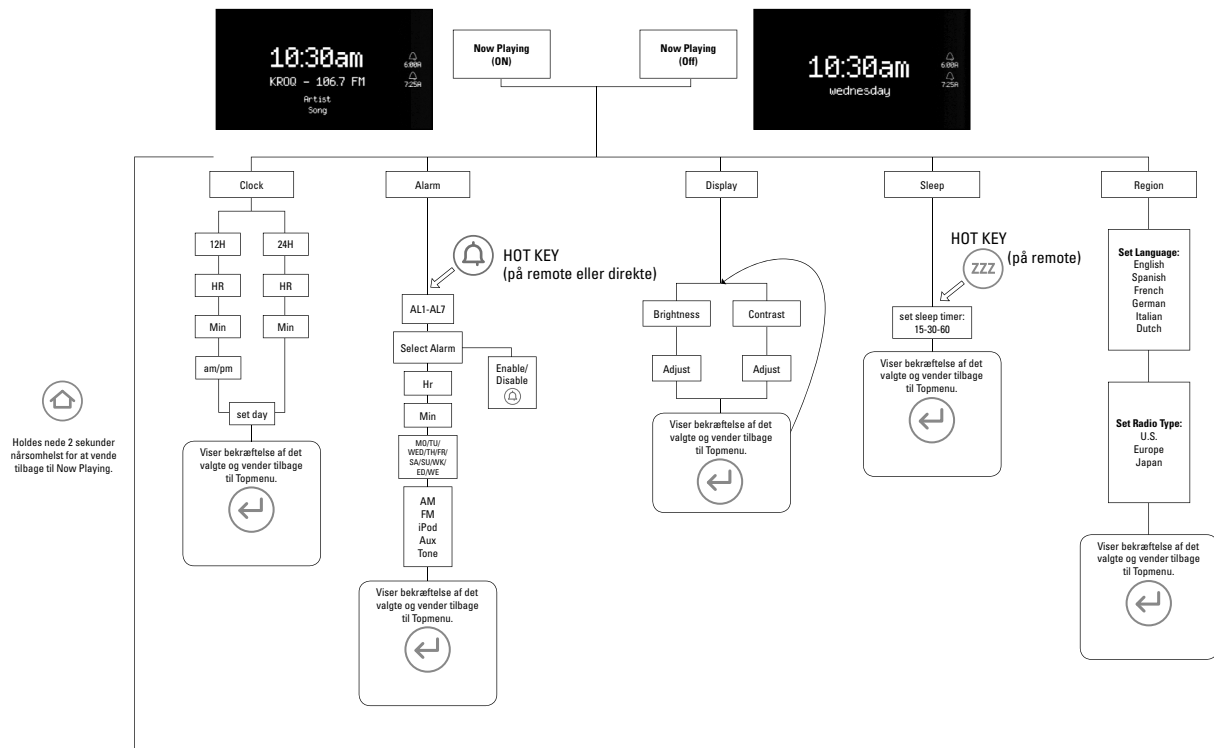 10:30am
KROQ - 106.7 FM
Artist
Song
6:00A
7:25A
Now Playing
(ON)
Now Playing
(Off)
10:30am
wednesday
6:00A
7:25A
Clock
Alarm
Display
Sleep
Region
12H
24H
HR
HR
Min
Min
am/pm
set day
Viser bekræftelse af det
valgte og vender tilbage
til Topmenu.
HOT KEY
(på remote eller direkte)
AL1-AL7
Select Alarm
Enable/
Disable
Hr
Min
MO/TU/
WED/TH/FR/
SA/SU/WK/
ED/WE
AM
FM
iPod
Aux
Tone
Viser bekræftelse af det
valgte og vender tilbage
til Topmenu.
Brightness
Contrast
Adjust
Adjust
Viser bekræftelse af det
valgte og vender tilbage
til Topmenu.
HOT KEY
(på remote)
ZZZ
set sleep timer:
15-30-60
Viser bekræftelse af det
valgte og vender tilbage
til Topmenu.
Set Language:
English
Spanish
French
German
Italian
Dutch
Set Radio Type:
U.S.
Europe
Japan
Viser bekræftelse af det
valgte og vender tilbage
til Topmenu.
Holdes nede 2 sekunder
nårsomhelst for at vende
tilbage til Now Playing.